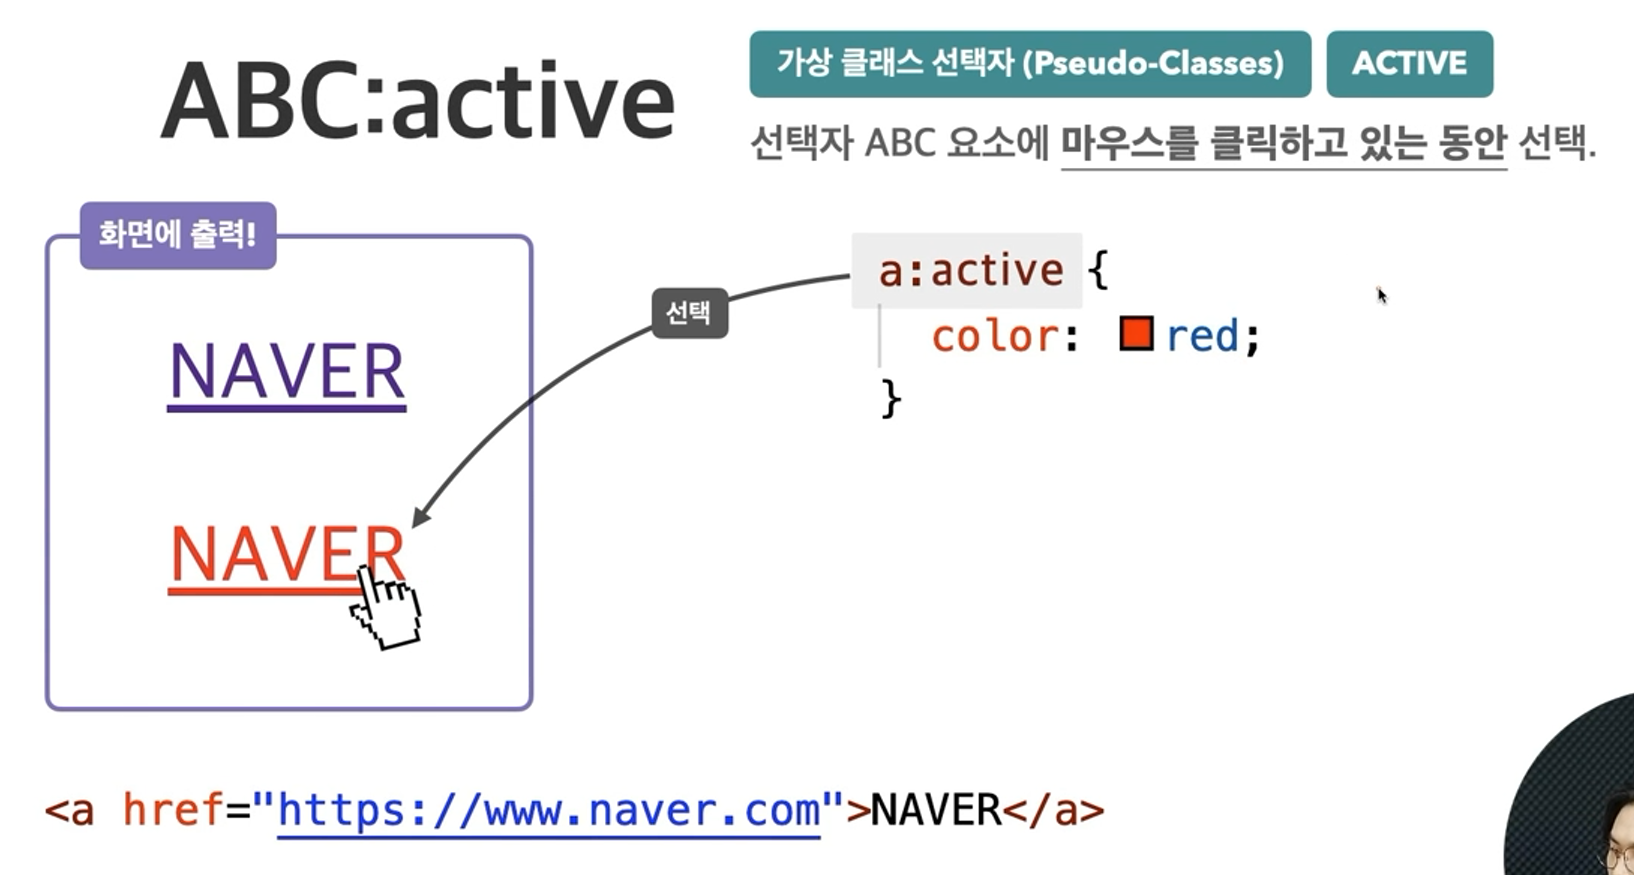 ABC:active
가상 클래스 선택자 (Pseudo-Classes)
ACTIVE
선택자 ABC 요소에 마우스를 클릭하고 있는 동안 선택.
화면에 출력!
NAVER
NAVER
선택
a:active {
color: red;
}
<a href="https://www.naver.com">NAVER</a>